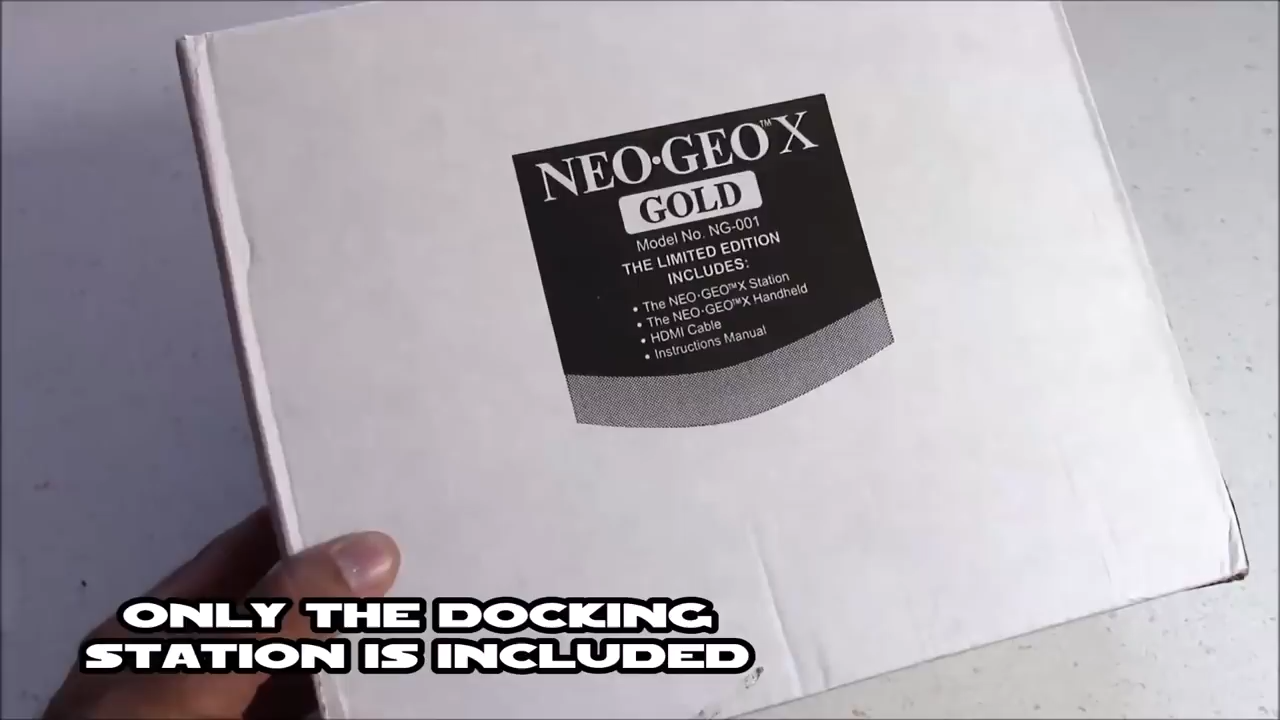 NEO·GEO™X
GOLD
Model No. NG-001
THE LIMITED EDITION
INCLUDES:
• The NEO·GEO™X Station
• The NEO·GEO™X Handheld
• HDMI Cable
• Instructions Manual
ONLY THE DOCKING
STATION IS INCLUDED